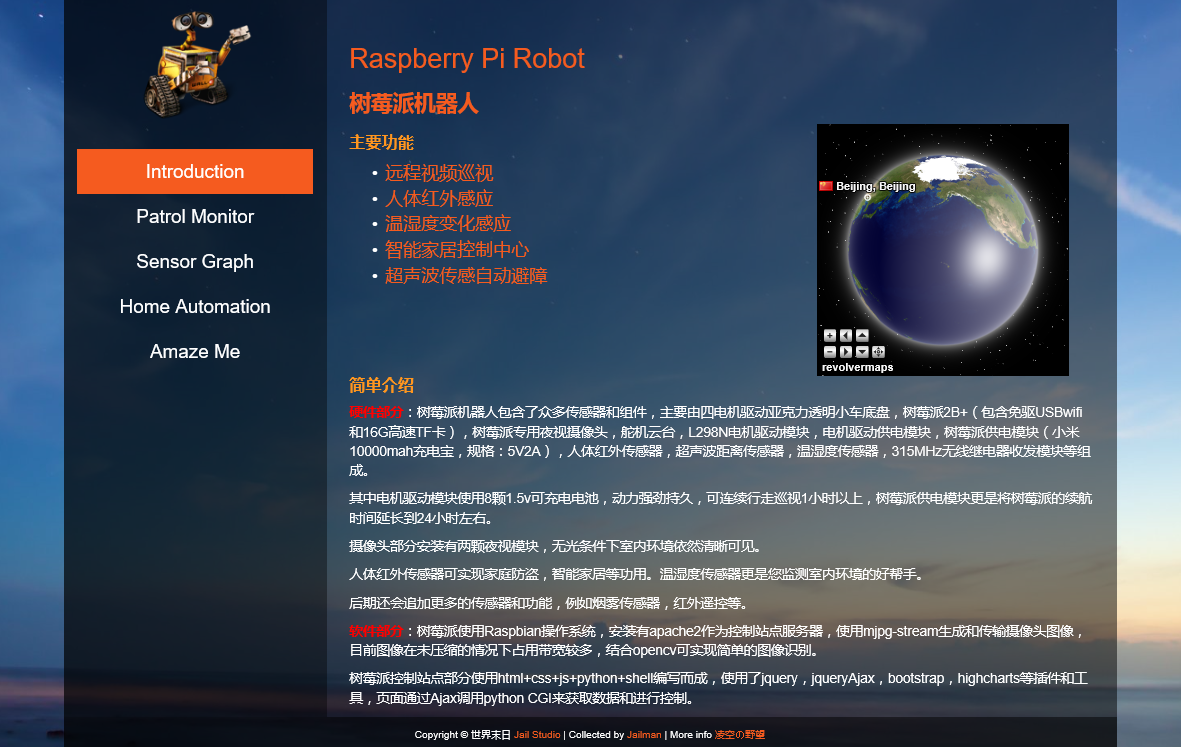 Raspberry Pi Robot
树莓派机器人
Introduction
Patrol Monitor
Sensor Graph
Home Automation
Amaze Me
主要功能
远程视频巡视
人体红外感应
温湿度变化感应
智能家居控制中心
超声波传感自动避障
Beijing, Beijing
revolvermaps
简单介绍
硬件部分：树莓派机器人包含了众多传感器和组件，主要由四电机驱动亚克力透明小车底盘，树莓派2B+（包含免驱USBwifi
和16G高速TF卡），树莓派专用夜视摄像头，舵机云台，L298N电机驱动模块，电机驱动供电模块，树莓派供电模块（小米
10000mah充电宝，规格：5V2A），人体红外传感器，超声波距离传感器，温湿度传感器，315MHz无线继电器收发模块等组
成。
其中电机驱动模块使用8颗1.5v可充电电池，动力强劲持久，可连续行走巡视1小时以上，树莓派供电模块更是将树莓派的续航
时间延长到24小时左右。
摄像头部分安装有两颗夜视模块，无光条件下室内环境依然清晰可见。
人体红外传感器可实现家庭防盗，智能家居等功用。温湿度传感器更是您监测室内环境的好帮手。
后期还会追加更多的传感器和功能，例如烟雾传感器，红外遥控等。
软件部分：树莓派使用Raspbian操作系统，安装有apache2作为控制站点服务器，使用mjpg-stream生成和传输摄像头图像，
目前图像在未压缩的情况下占用带宽较多，结合opencv可实现简单的图像识别。
树莓派控制站点部分使用html+css+js+python+shell编写而成，使用了jquery，jqueryAjax，bootstrap，highcharts等插件和工
具，页面通过Ajax调用python CGI来获取数据和进行控制。
Copyright © 世界末日 Jail Studio | Collected by Jailman | More info 凌空の野望